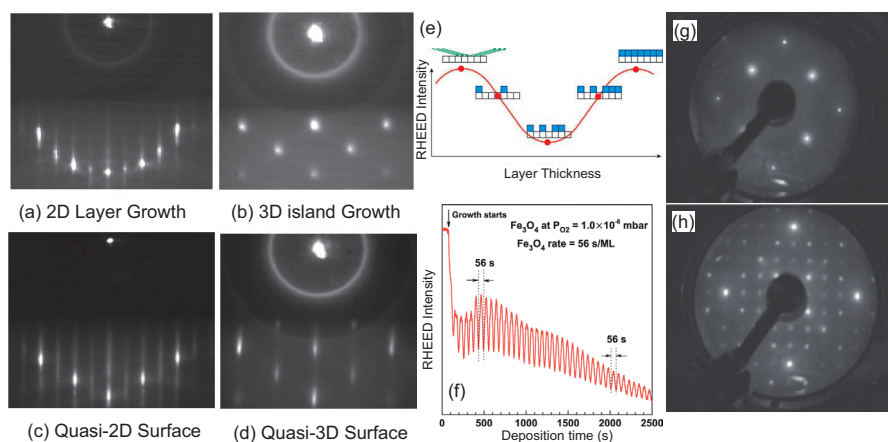 (a) 2D Layer Growth
(b) 3D island Growth
(c) Quasi-2D Surface
(d) Quasi-3D Surface
(e)
RHEED Intensity
Layer Thickness
Growth starts
Fe₃O₄ at P_O2 = 1.0×10⁻⁶ mbar
Fe₃O₄ rate = 56 s/ML
56 s
56 s
RHEED Intensity
(f)
0 500 1000 1500 2000 2500
Deposition time (s)
(g)
(h)